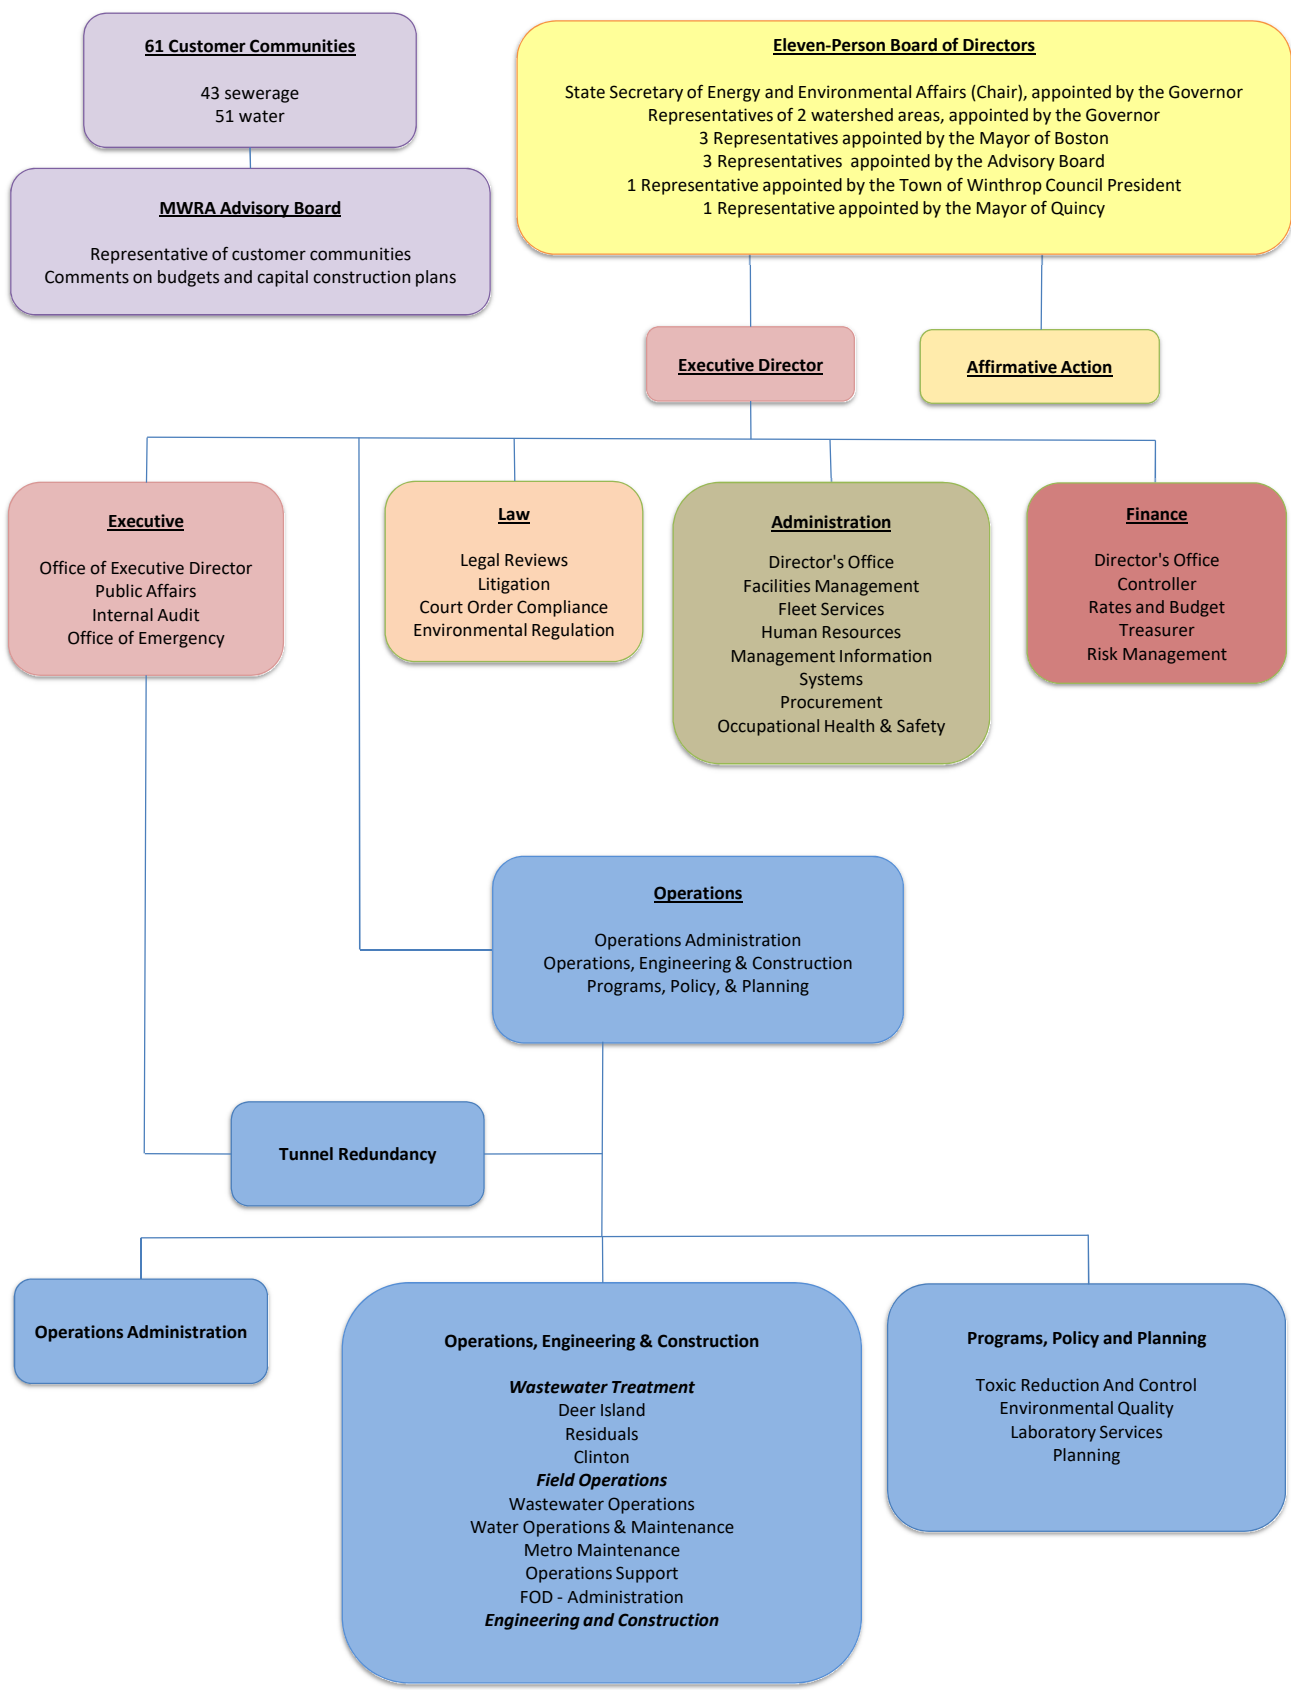 61 Customer Communities
43 sewerage
51 water
MWRA Advisory Board
Representative of customer communities
Comments on budgets and capital construction plans
Eleven-Person Board of Directors
State Secretary of Energy and Environmental Affairs (Chair), appointed by the Governor
Representatives of 2 watershed areas, appointed by the Governor
3 Representatives appointed by the Mayor of Boston
3 Representatives appointed by the Advisory Board
1 Representative appointed by the Town of Winthrop Council President
1 Representative appointed by the Mayor of Quincy
Executive Director
Affirmative Action
Executive
Office of Executive Director
Public Affairs
Internal Audit
Office of Emergency
Law
Legal Reviews
Litigation
Court Order Compliance
Environmental Regulation
Administration
Director's Office
Facilities Management
Fleet Services
Human Resources
Management Information
Systems
Procurement
Occupational Health & Safety
Finance
Director's Office
Controller
Rates and Budget
Treasurer
Risk Management
Operations
Operations Administration
Operations, Engineering & Construction
Programs, Policy, & Planning
Tunnel Redundancy
Operations Administration
Operations, Engineering & Construction
Wastewater Treatment
Deer Island
Residuals
Clinton
Field Operations
Wastewater Operations
Water Operations & Maintenance
Metro Maintenance
Operations Support
FOD - Administration
Engineering and Construction
Programs, Policy and Planning
Toxic Reduction And Control
Environmental Quality
Laboratory Services
Planning